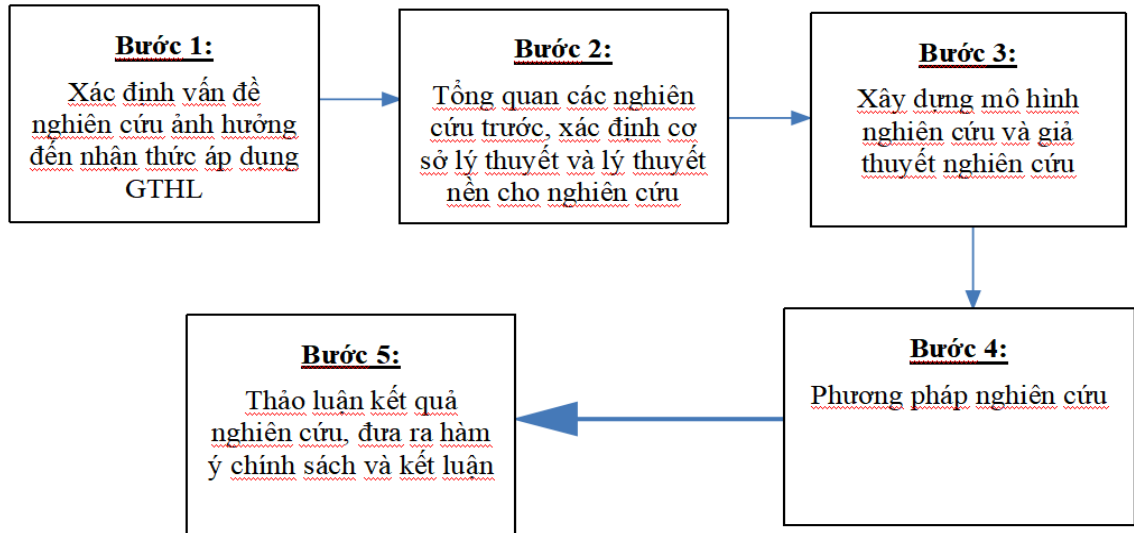 Bước 1:
Xác định vấn đề
nghiên cứu ảnh hưởng
đến nhận thức áp dụng
GTHL
Bước 2:
Tổng quan các nghiên
cứu trước, xác định cơ
sở lý thuyết và lý thuyết
nền cho nghiên cứu
Bước 3:
Xây dựng mô hình
nghiên cứu và giả
thuyết nghiên cứu
Bước 4:
Phương pháp nghiên cứu
Bước 5:
Thảo luận kết quả
nghiên cứu, đưa ra hàm
ý chính sách và kết luận